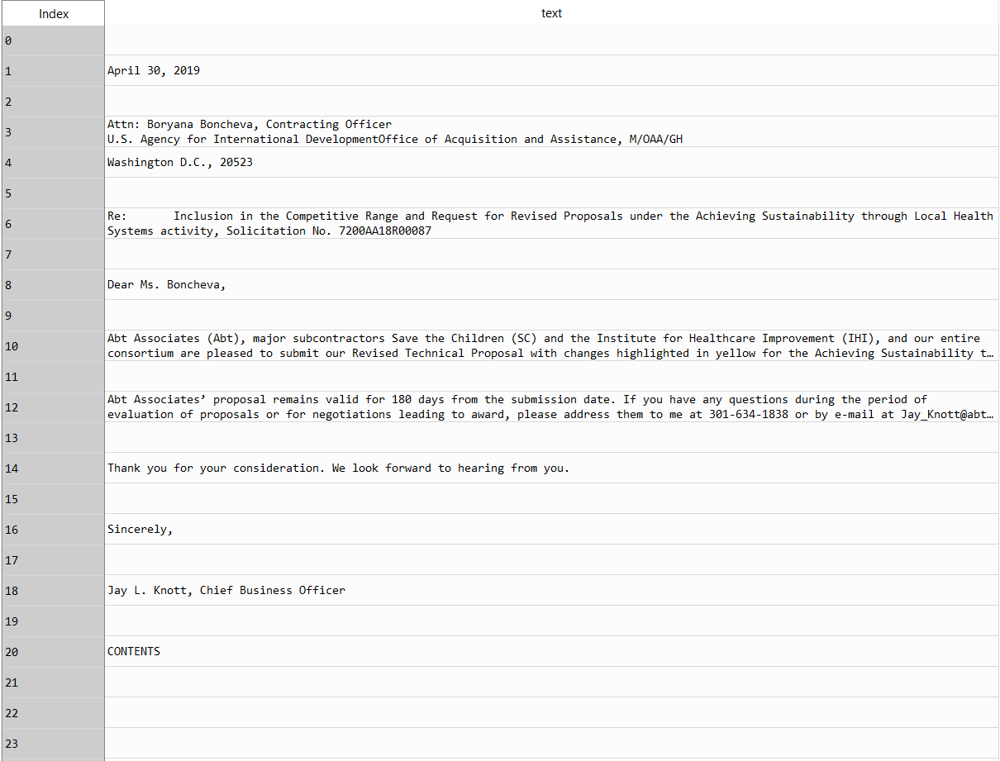 Index text
0
1 April 30, 2019
2
3 Attn: Boryana Boncheva, Contracting Officer
U.S. Agency for International DevelopmentOffice of Acquisition and Assistance, M/OAA/GH
4 Washington D.C., 20523
5
6 Re: Inclusion in the Competitive Range and Request for Revised Proposals under the Achieving Sustainability through Local Health
Systems activity, Solicitation No. 7200AA18R00087
7
8 Dear Ms. Boncheva,
9
10 Abt Associates (Abt), major subcontractors Save the Children (SC) and the Institute for Healthcare Improvement (IHI), and our entire
consortium are pleased to submit our Revised Technical Proposal with changes highlighted in yellow for the Achieving Sustainability t…
11
12 Abt Associates’ proposal remains valid for 180 days from the submission date. If you have any questions during the period of
evaluation of proposals or for negotiations leading to award, please address them to me at 301-634-1838 or by e-mail at Jay_Knott@abt…
13
14 Thank you for your consideration. We look forward to hearing from you.
15
16 Sincerely,
17
18 Jay L. Knott, Chief Business Officer
19
20 CONTENTS
21
22
23